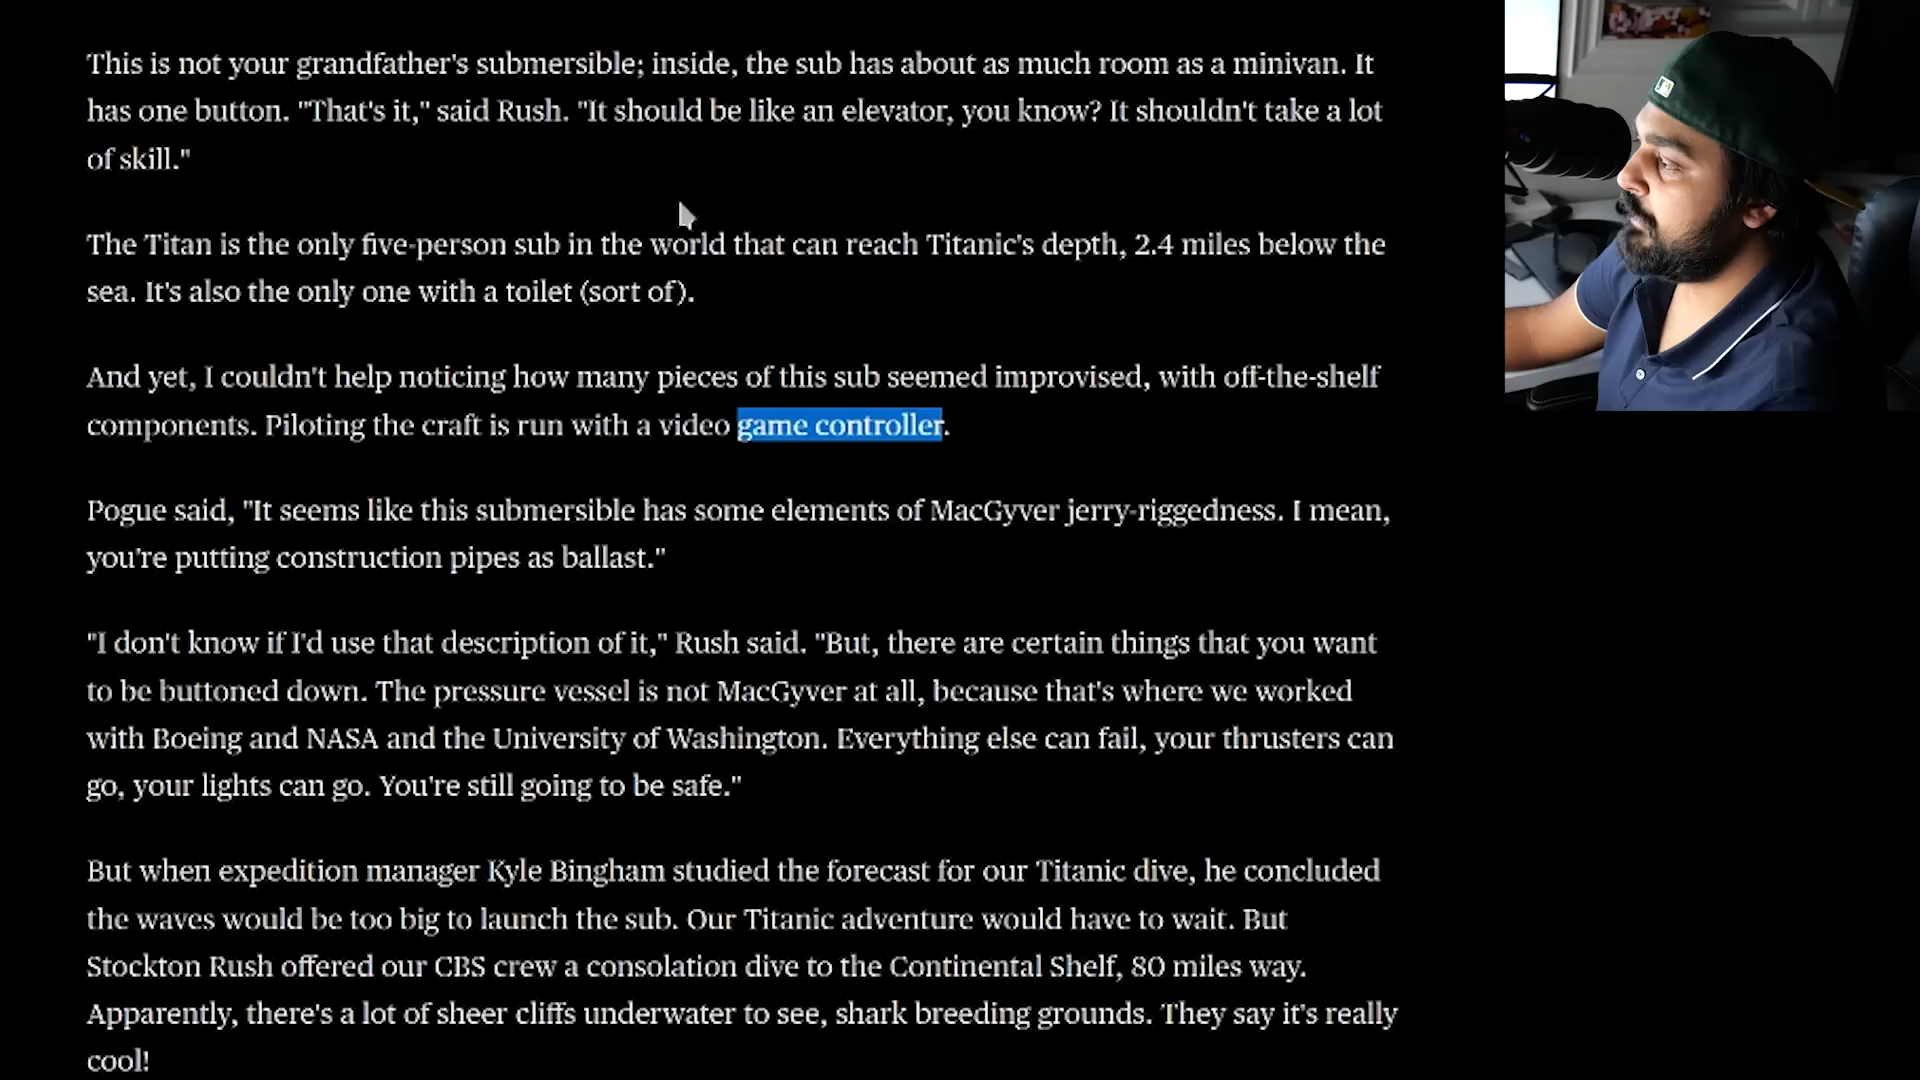 This is not your grandfather's submersible; inside, the sub has about as much room as a minivan. It
has one button. "That's it," said Rush. "It should be like an elevator, you know? It shouldn't take a lot
of skill."
The Titan is the only five-person sub in the world that can reach Titanic's depth, 2.4 miles below the
sea. It's also the only one with a toilet (sort of).
And yet, I couldn't help noticing how many pieces of this sub seemed improvised, with off-the-shelf
components. Piloting the craft is run with a video game controller.
Pogue said, "It seems like this submersible has some elements of MacGyver jerry-riggedness. I mean,
you're putting construction pipes as ballast."
"I don't know if I'd use that description of it," Rush said. "But, there are certain things that you want
to be buttoned down. The pressure vessel is not MacGyver at all, because that's where we worked
with Boeing and NASA and the University of Washington. Everything else can fail, your thrusters can
go, your lights can go. You're still going to be safe."
But when expedition manager Kyle Bingham studied the forecast for our Titanic dive, he concluded
the waves would be too big to launch the sub. Our Titanic adventure would have to wait. But
Stockton Rush offered our CBS crew a consolation dive to the Continental Shelf, 80 miles way.
Apparently, there's a lot of sheer cliffs underwater to see, shark breeding grounds. They say it's really
cool!